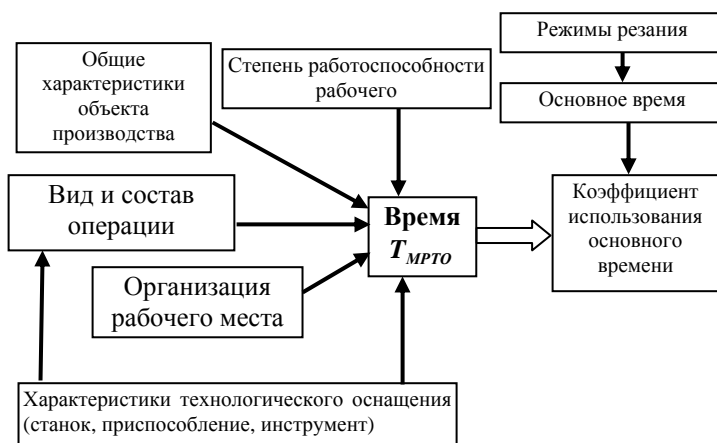 Общие
характеристики
объекта
производства
Степень работоспособности
рабочего
Режимы резания
Основное время
Вид и состав
операции
Время
T_МРТО
Коэффициент
использования
основного
времени
Организация
рабочего места
Характеристики технологического оснащения
(станок, приспособление, инструмент)